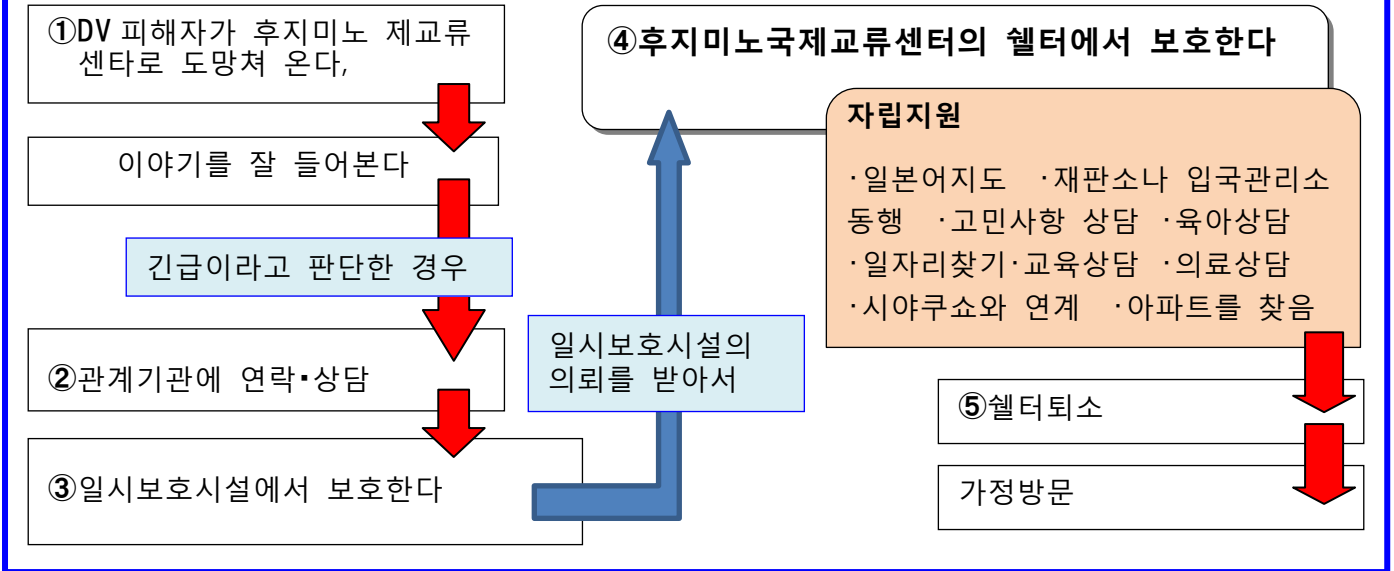 ①DV 피해자가 후지미노 제교류
센타로 도망쳐 온다,
이야기를 잘 들어본다
긴급이라고 판단한 경우
②관계기관에 연락▪상담
③일시보호시설에서 보호한다
일시보호시설의
의뢰를 받아서
④후지미노국제교류센터의 쉘터에서 보호한다
자립지원
·일본어지도 ·재판소나 입국관리소
동행 ·고민사항 상담 ·육아상담
·일자리찾기·교육상담 ·의료상담
·시야쿠쇼와 연계 ·아파트를 찾음
⑤쉘터퇴소
가정방문